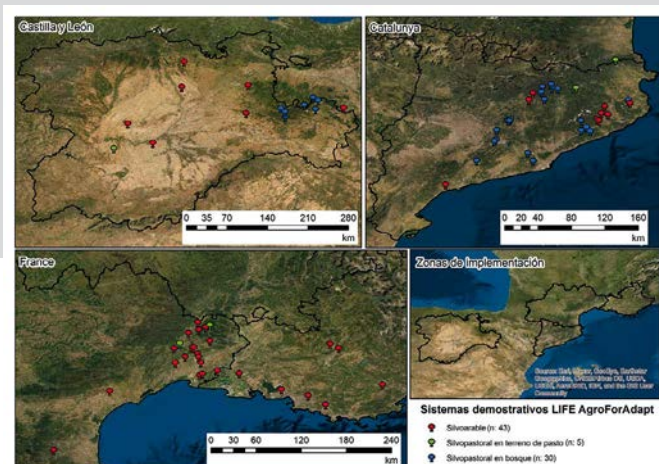 Castilla y León
0 35 70 140 210 280
km
Catalunya
0 20 40 80 120 160
km
France
0 30 60 120 180 240
km
Zonas de Implementación
Community
Sistemas demostrativos LIFE AgroForAdapt
Silvoarable (n: 43)
Silvopastoral en terreno de pasto (n: 5)
Silvopastoral en bosque (n: 30)